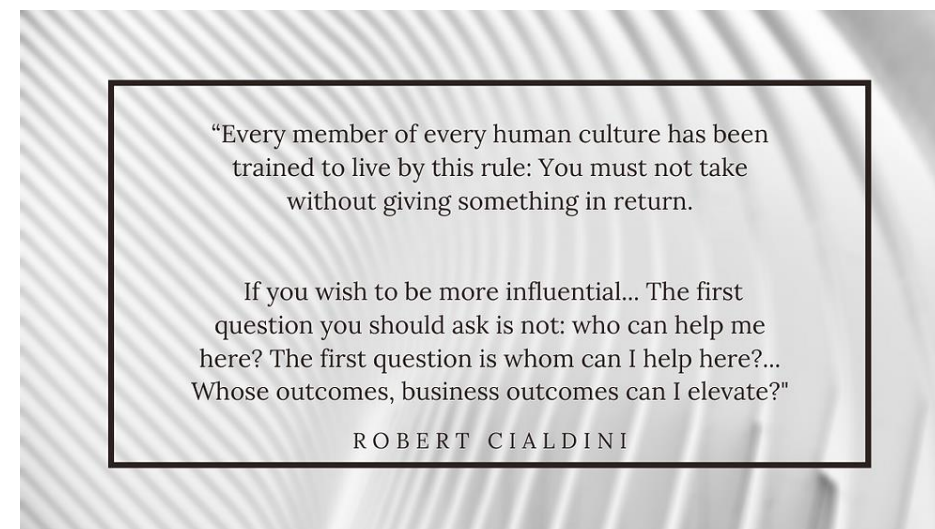 “Every member of every human culture has been
trained to live by this rule: You must not take
without giving something in return.
If you wish to be more influential... The first
question you should ask is not: who can help me
here? The first question is whom can I help here?...
Whose outcomes, business outcomes can I elevate?"
ROBERT CIALDINI